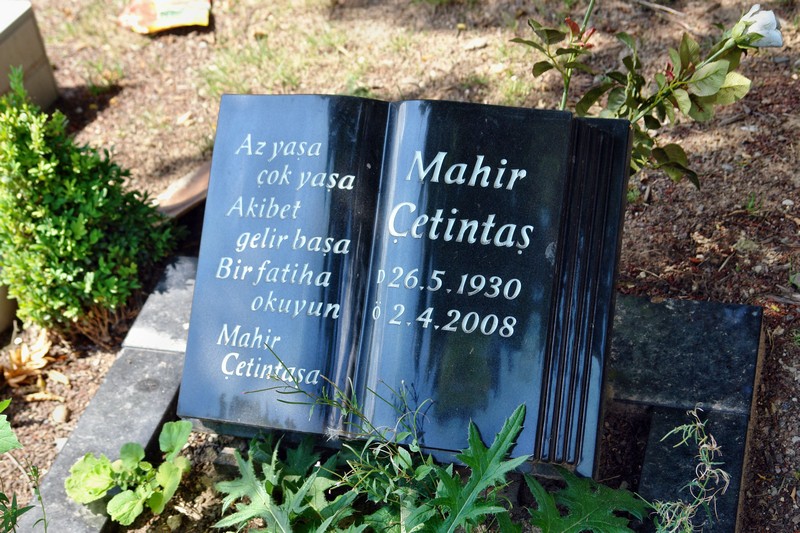 Az yaşa
çok yaşa
Akibet
gelir başa
Bir fatiha
okuyun
Mahir
Çetintaşa
Mahir
Çetintaş
D 26.5.1930
Ö 2.4.2008